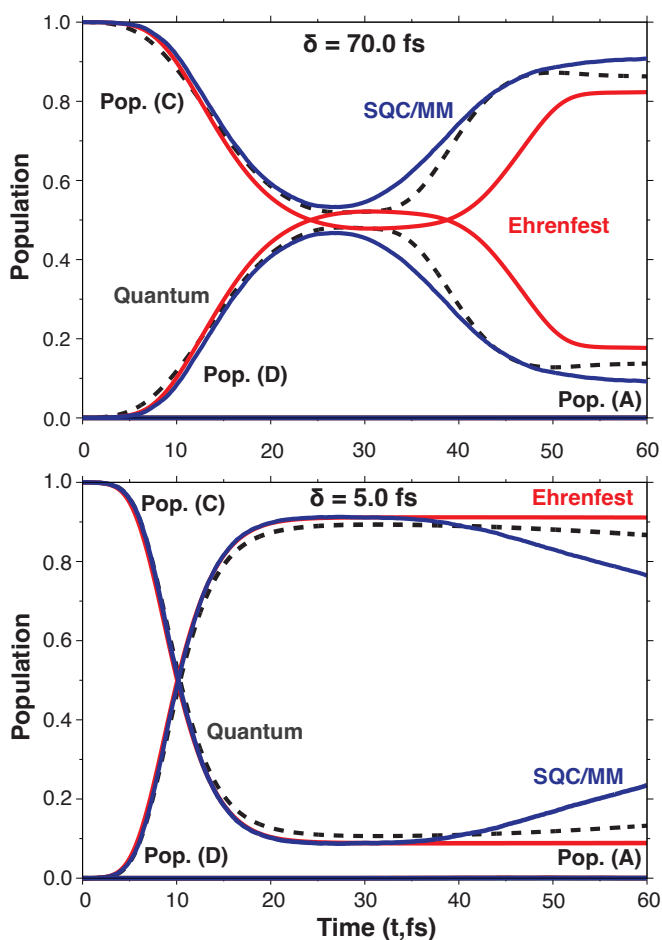 1.0
δ = 70.0 fs
Pop. (C)
SQC/MM
0.8
0.6
Ehrenfest
Population
0.4
Quantum
0.2
Pop. (D)
Pop. (A)
0.0
0 10 20 30 40 50 60
1.0
δ = 5.0 fs
Ehrenfest
Pop. (C)
0.8
0.6
Population
0.4
Quantum
SQC/MM
0.2
Pop. (D)
Pop. (A)
0.0
0 10 20 30 40 50 60
Time (t,fs)